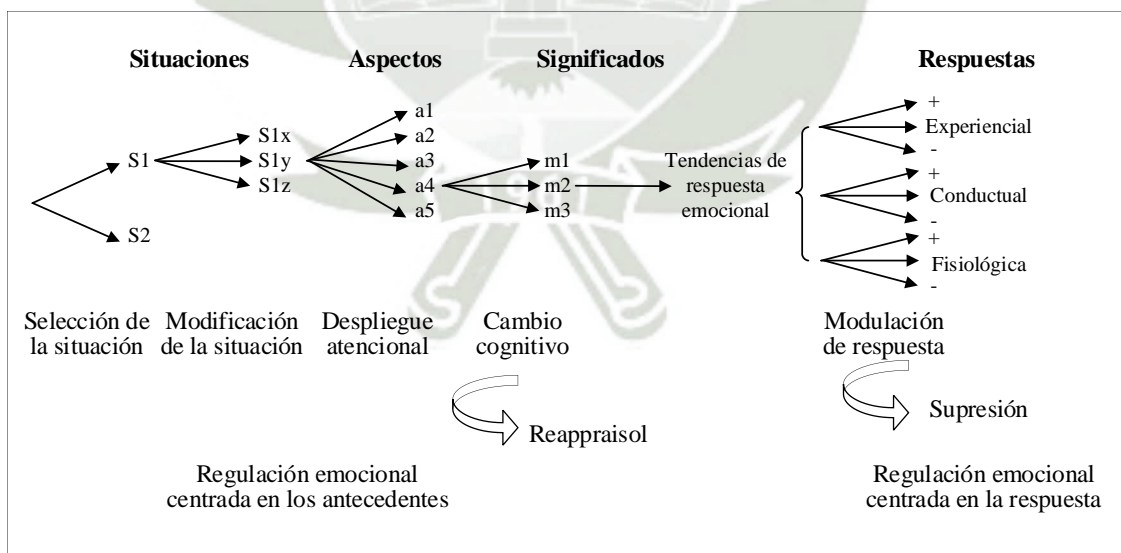 Situaciones Aspectos Significados Respuestas
S1
S2
S1x
S1y
S1z
a1
a2
a3
a4
a5
m1
m2
m3
Tendencias de
respuesta
emocional
+
Experiencial
-
+
Conductual
-
+
Fisiológica
-
Selección de
la situación
Modificación
de la situación
Despliegue
atencional
Cambio
cognitivo
Modulación
de respuesta
Reappraisol
Supresión
Regulación emocional
centrada en los antecedentes
Regulación emocional
centrada en la respuesta